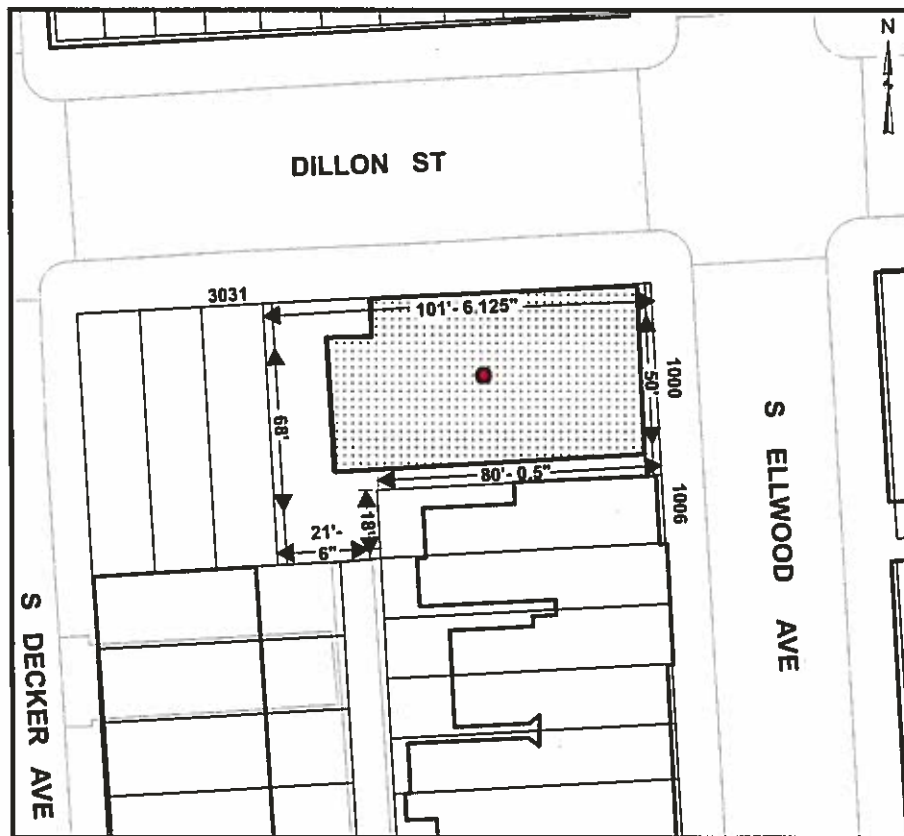 N
DILLON ST
3031
101'- 6.125"
1000
50'
68'
80'- 0.5"
1006
18'
21'-
6"
S ELLWOOD AVE
S DECKER AVE